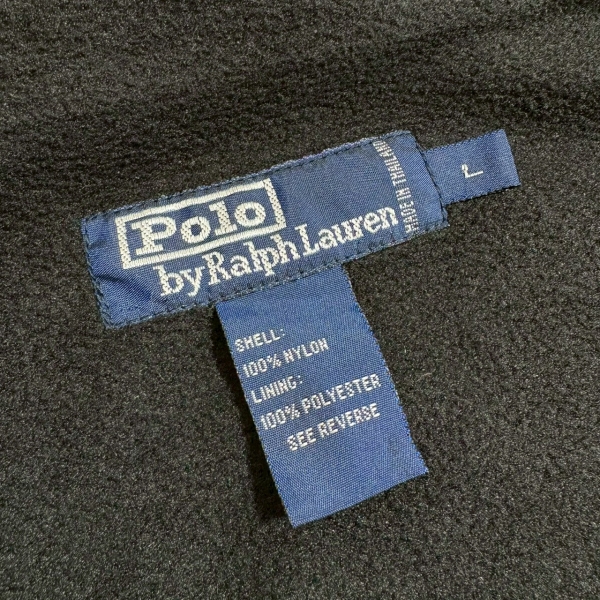 Polo
by Ralph Lauren
MADE IN THAILAND
L
SHELL:
100% NYLON
LINING:
100% POLYESTER
SEE REVERSE